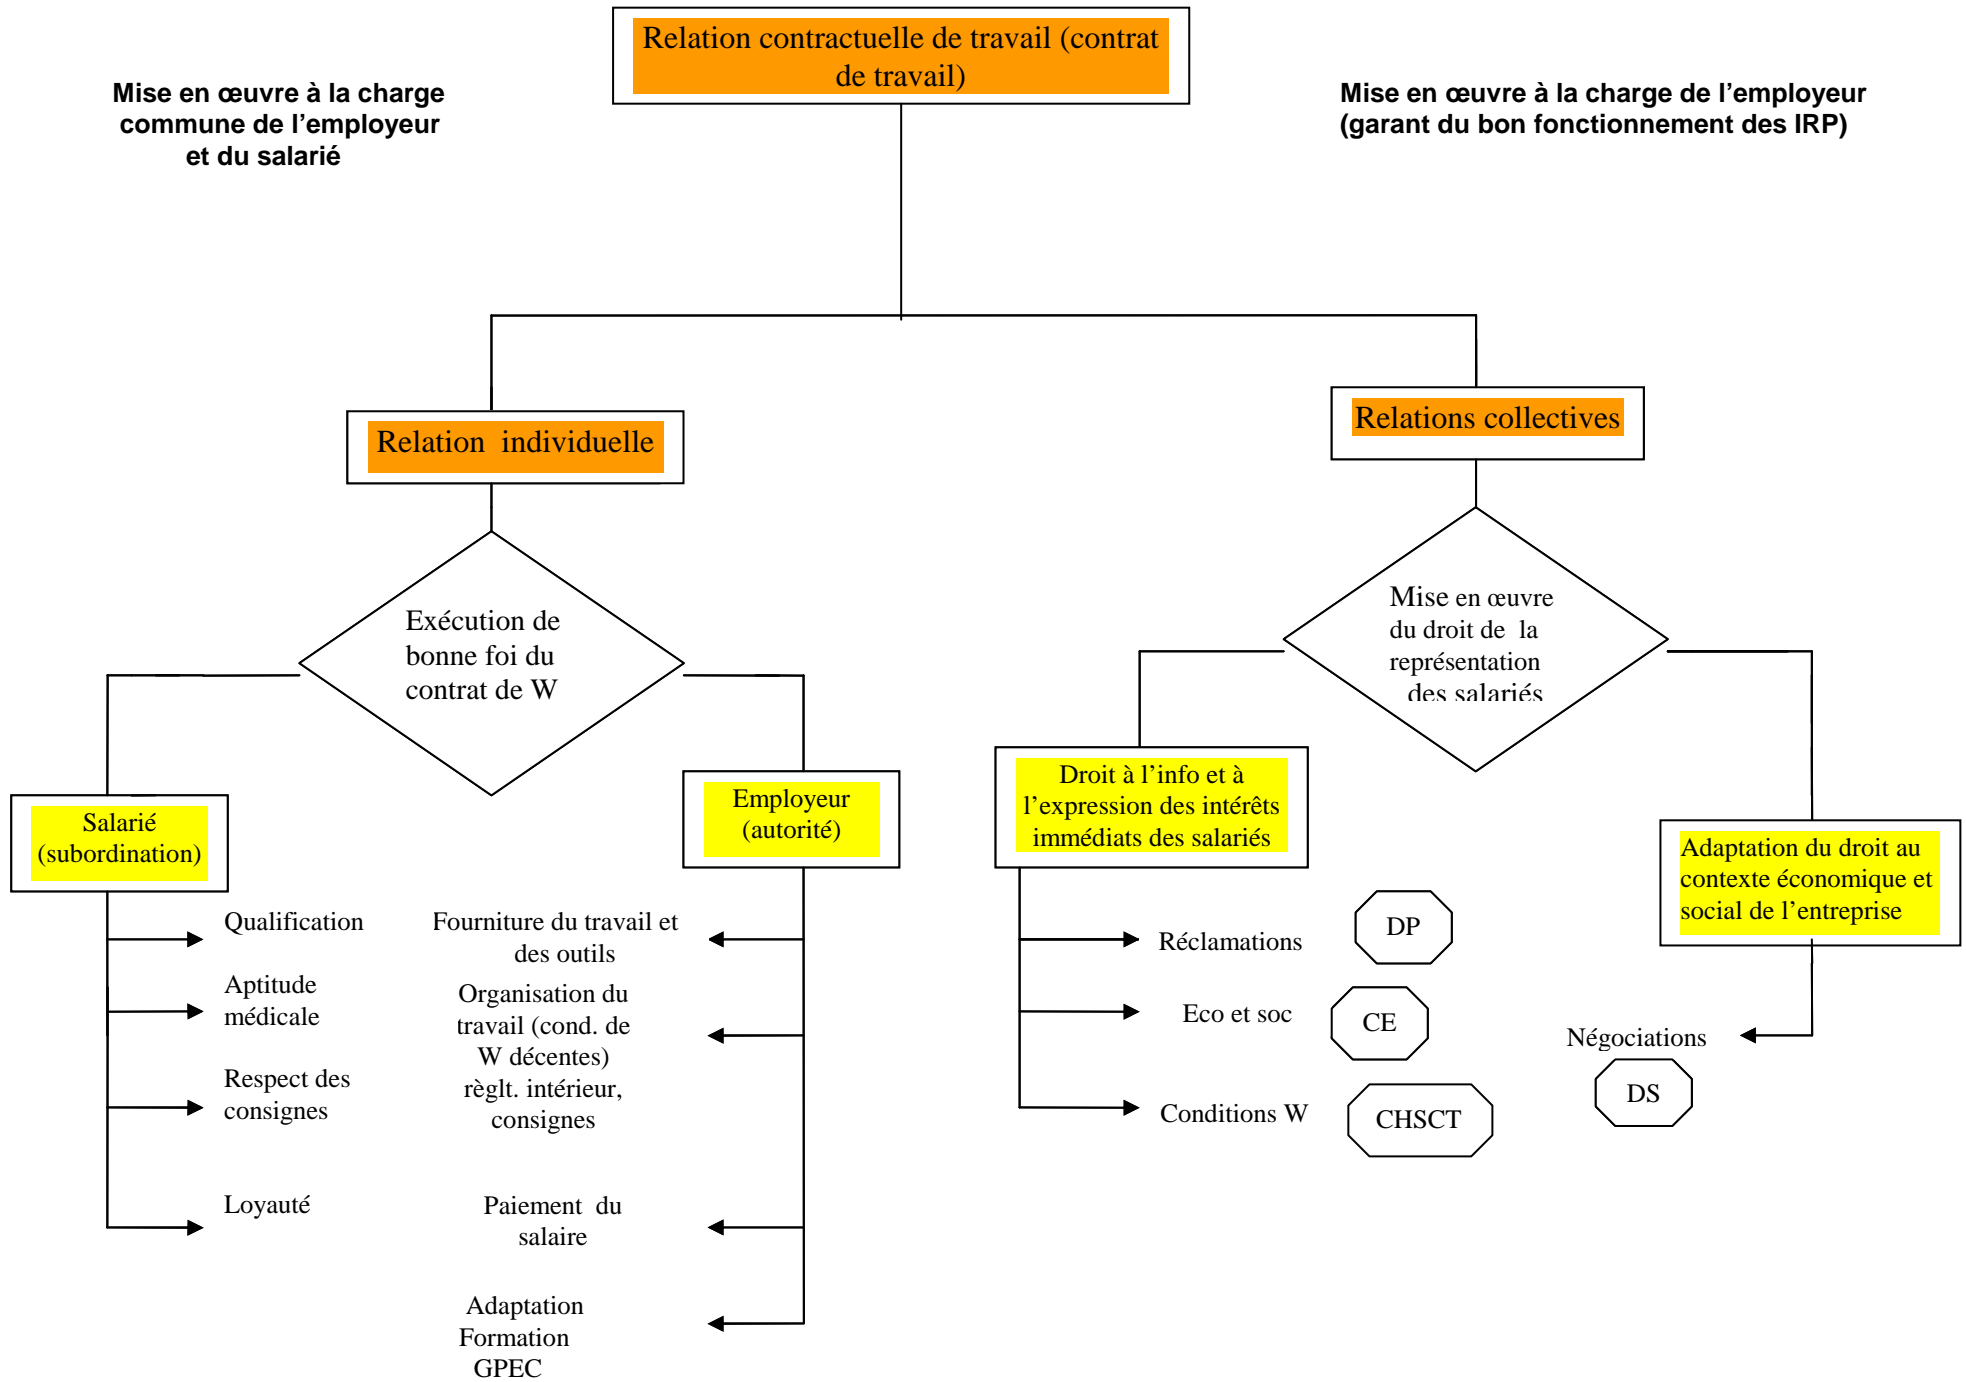 Relation contractuelle de travail (contrat
de travail)
Mise en œuvre à la charge
commune de l’employeur
et du salarié
Mise en œuvre à la charge de l’employeur
(garant du bon fonctionnement des IRP)
Relation individuelle
Relations collectives
Exécution de
bonne foi du
contrat de W
Mise en œuvre
du droit de la
représentation
des salariés
Salarié
(subordination)
Employeur
(autorité)
Droit à l’info et à
l’expression des intérêts
immédiats des salariés
Adaptation du droit au
contexte économique et
social de l’entreprise
Qualification
Aptitude
médicale
Respect des
consignes
Loyauté
Fourniture du travail et
des outils
Organisation du
travail (cond. de
W décentes)
règlt. intérieur,
consignes
Paiement du
salaire
Adaptation
Formation
GPEC
Réclamations
DP
Eco et soc
CE
Conditions W
CHSCT
Négociations
DS